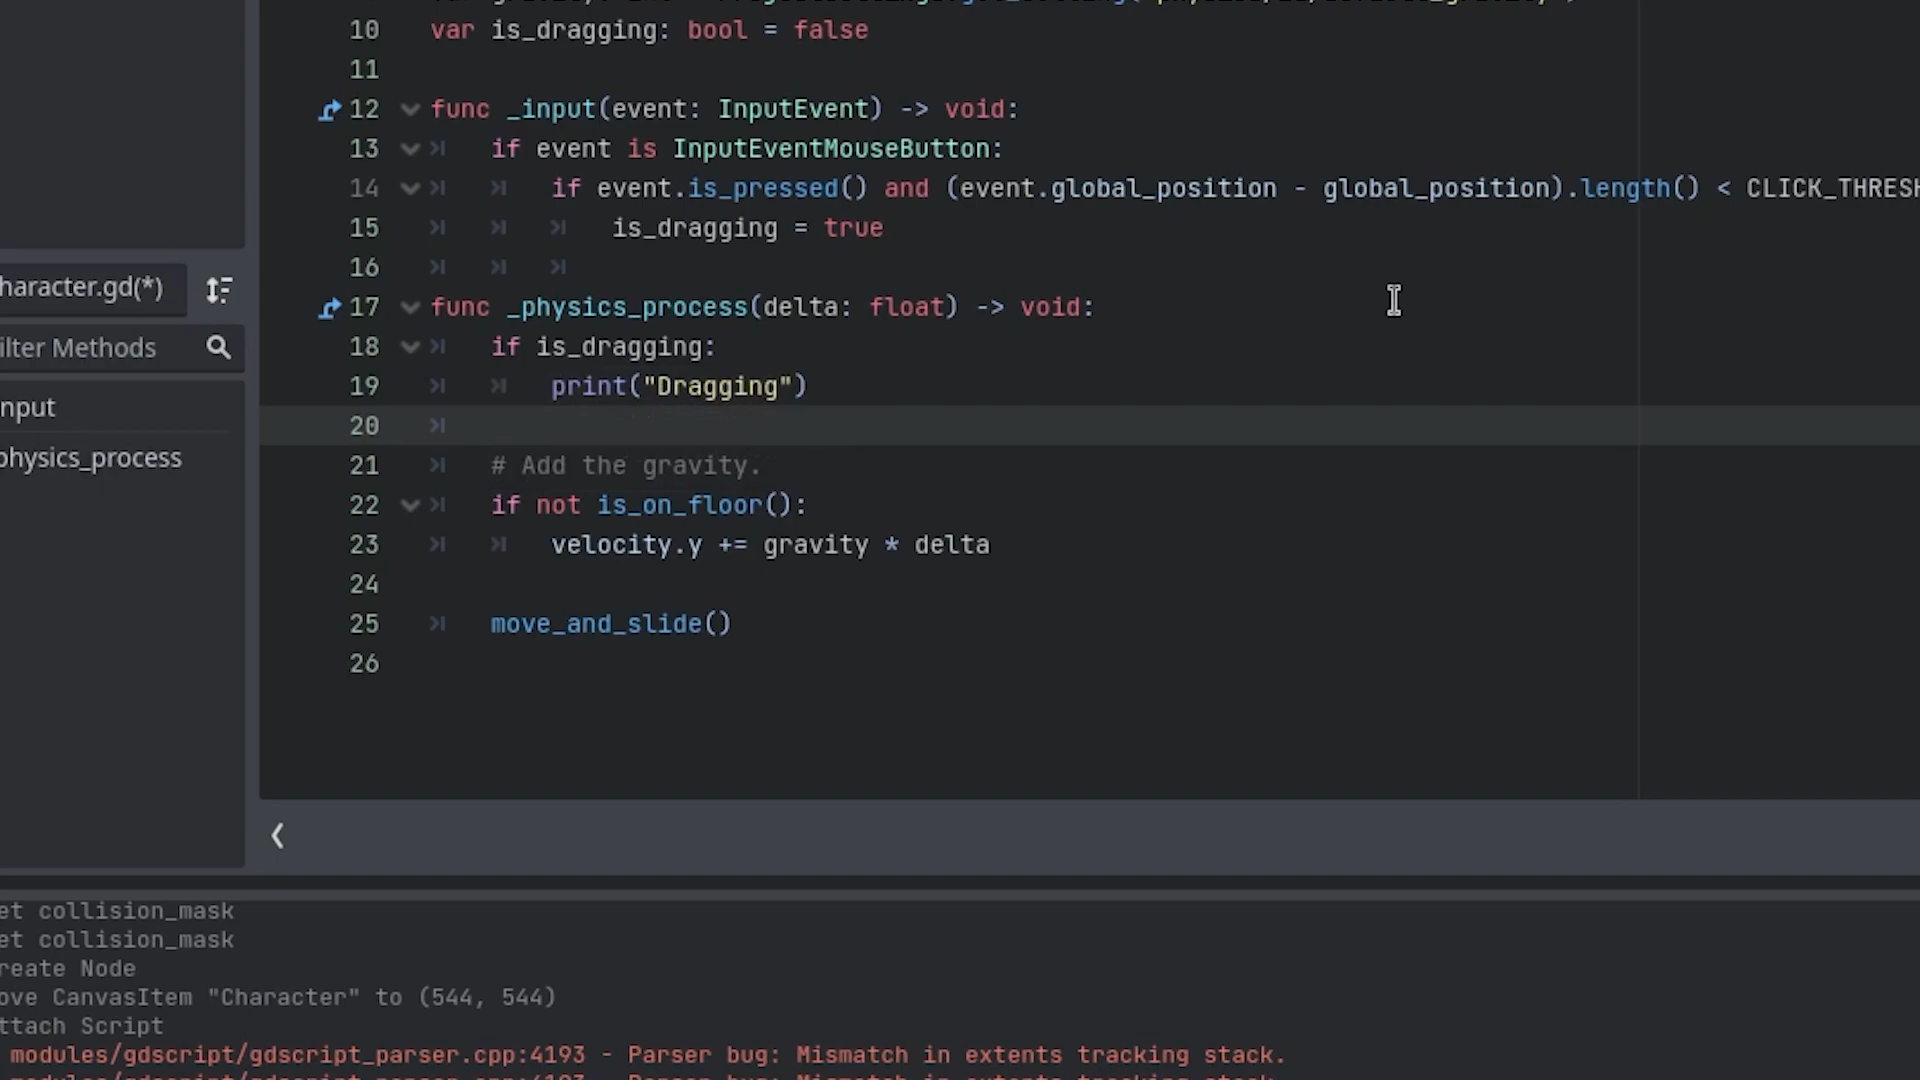 10 var is_dragging: bool = false
11
12 func _input(event: InputEvent) -> void:
13 if event is InputEventMouseButton:
14 if event.is_pressed() and (event.global_position - global_position).length() < CLICK_THRESH
15 is_dragging = true
16
17 func _physics_process(delta: float) -> void:
18 if is_dragging:
19 print("Dragging")
20
21 # Add the gravity.
22 if not is_on_floor():
23 velocity.y += gravity * delta
24
25 move_and_slide()
26
haracter.gd(*)
ilter Methods
nput
physics_process
et collision_mask
et collision_mask
reate Node
ove CanvasItem "Character" to (544, 544)
ttach Script
modules/gdscript/gdscript_parser.cpp:4193 - Parser bug: Mismatch in extents tracking stack.